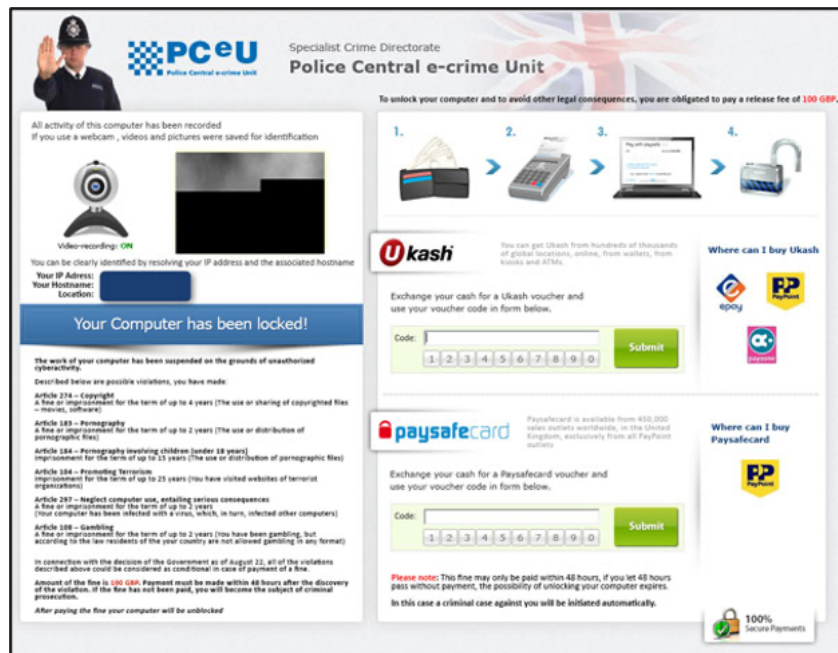 PCeU
Police Central e-crime Unit
Specialist Crime Directorate
Police Central e-crime Unit
To unlock your computer and to avoid other legal consequences, you are obligated to pay a release fee of 100 GBP.
All activity of this computer has been recorded
If you use a webcam , videos and pictures were saved for identification
Video-recording: ON
You can be clearly identified by resolving your IP address and the associated hostname
Your IP Adress:
Your Hostname:
Location:
Your Computer has been locked!
The work of your computer has been suspended on the grounds of unauthorized
cyberactivity.
Described below are possible violations, you have made:
Article 274 – Copyright
A fine or imprisonment for the term of up to 4 years (The use or sharing of copyrighted files
– movies, software)
Article 183 – Pornography
A fine or imprisonment for the term of up to 2 years (The use or distribution of
pornographic files)
Article 184 – Pornography involving children (under 18 years)
imprisonment for the term of up to 15 years (The use or distribution of pornographic files)
Article 104 – Promoting Terrorism
imprisonment for the term of up to 25 years (You have visited websites of terrorist
organizations)
Article 297 – Neglect computer use, entailing serious consequences
A fine or imprisonment for the term of up to 2 years
(Your computer has been infected with a virus, which, in turn, infected other computers)
Article 108 – Gambling
A fine or imprisonment for the term of up to 2 years (You have been gambling, but
according to the law residents of the your country are not allowed gambling in any format)
In connection with the decision of the Government as of August 22, all of the violations
described above could be considered as conditional in case of payment of a fine.
Amount of the fine is 100 GBP. Payment must be made within 48 hours after the discovery
of the violation. If the fine has not been paid, you will become the subject of criminal
prosecution.
After paying the fine your computer will be unblocked
1. 2. 3. 4.
Ukash
You can get Ukash from hundreds of thousands
of global locations, online, from wallets, from
kiosks and ATMs.
Where can I buy Ukash
epay
PayPoint
payzone
Exchange your cash for a Ukash voucher and
use your voucher code in form below.
Code:
1 2 3 4 5 6 7 8 9 0
Submit
paysafecard
Paysafecard is available from 450,000
sales outlets worldwide, in the United
Kingdom, exclusively from all PayPoint
outlets
Where can I buy
Paysafecard
PayPoint
Exchange your cash for a Paysafecard voucher and
use your voucher code in form below.
Code:
1 2 3 4 5 6 7 8 9 0
Submit
Please note: This fine may only be paid within 48 hours, if you let 48 hours
pass without payment, the possibility of unlocking your computer expires.
In this case a criminal case against you will be initiated automatically.
100%
Secure Payments